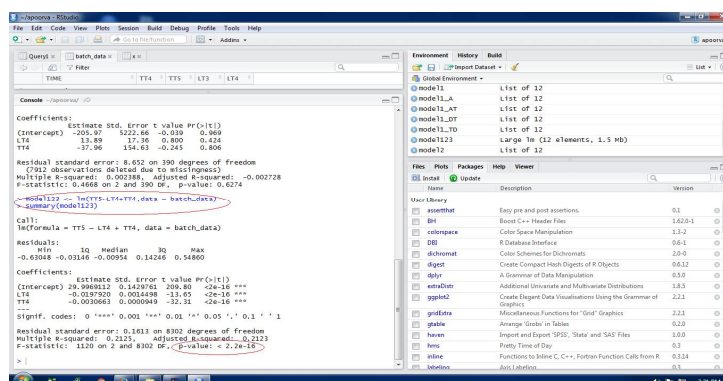 ~/apoorva - RStudio
File Edit Code View Plots Session Build Debug Profile Tools Help
Go to file/function
Addins
Query1 ×
batch_data ×
x ×
Filter
TIME TT4 TT5 LT3 LT4
Console ~/apoorva/
Coefficients:
Estimate Std. Error t value Pr(>|t|)
(Intercept) -205.97 5222.66 -0.039 0.969
LT4 13.89 17.36 0.800 0.424
TT4 -37.96 154.63 -0.245 0.806
Residual standard error: 8.652 on 390 degrees of freedom
(7912 observations deleted due to missingness)
Multiple R-squared: 0.002388, Adjusted R-squared: -0.002728
F-statistic: 0.4668 on 2 and 390 DF, p-value: 0.6274
> model123 <- lm(TT5~LT4+TT4,data = batch_data)
> summary(model123)
Call:
lm(formula = TT5 ~ LT4 + TT4, data = batch_data)
Residuals:
Min 1Q Median 3Q Max
-0.63048 -0.03146 -0.00954 0.14246 0.54860
Coefficients:
Estimate Std. Error t value Pr(>|t|)
(Intercept) 29.9969112 0.1429761 209.80 <2e-16 ***
LT4 -0.0197920 0.0014498 -13.65 <2e-16 ***
TT4 -0.0030663 0.0000949 -32.31 <2e-16 ***
---
Signif. codes: 0 '***' 0.001 '**' 0.01 '*' 0.05 '.' 0.1 ' ' 1
Residual standard error: 0.1613 on 8302 degrees of freedom
Multiple R-squared: 0.2125, Adjusted R-squared: 0.2123
F-statistic: 1120 on 2 and 8302 DF, p-value: < 2.2e-16
>
Environment History Build
Import Dataset
List
Global Environment
model1 List of 12
model1_A List of 12
model1_AT List of 12
model1_DT List of 12
model1_TD List of 12
model123 Large lm (12 elements, 1.5 Mb)
model2 List of 12
Files Plots Packages Help Viewer
Install Update
Name Description Version
User Library
assertthat Easy pre and post assertions. 0.1
BH Boost C++ Header Files 1.62.0-1
colorspace Color Space Manipulation 1.3-2
DBI R Database Interface 0.6-1
dichromat Color Schemes for Dichromats 2.0-0
digest Create Compact Hash Digests of R Objects 0.6.12
dplyr A Grammar of Data Manipulation 0.5.0
extraDistr Additional Univariate and Multivariate Distributions 1.8.5
ggplot2 Create Elegant Data Visualisations Using the Grammar of Graphics 2.2.1
gridExtra Miscellaneous Functions for "Grid" Graphics 2.2.1
gtable Arrange 'Grobs' in Tables 0.2.0
haven Import and Export 'SPSS', 'Stata' and 'SAS' Files 1.0.0
hms Pretty Time of Day 0.3
inline Functions to Inline C, C++, Fortran Function Calls from R 0.3.14
labeling Axis Labeling 0.3